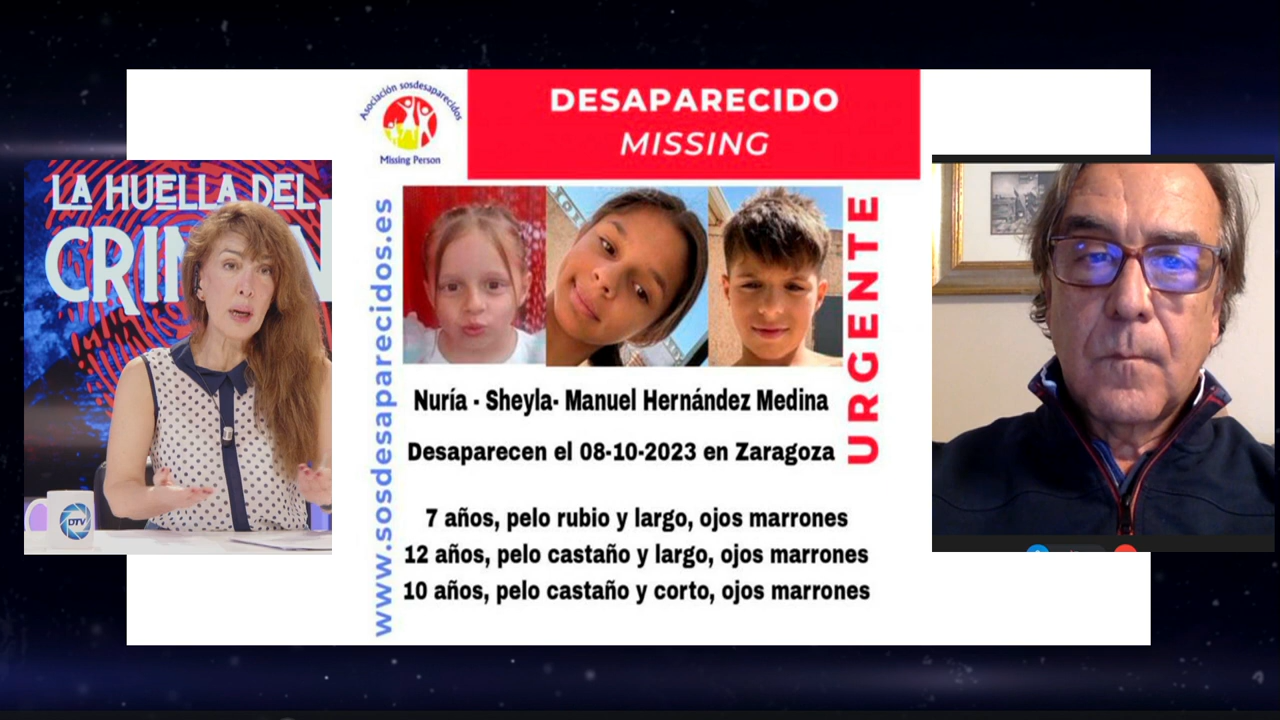 Asociación sosdesaparecidos
Missing Person
DESAPARECIDO
MISSING
www.sosdesaparecidos.es
URGENTE
Nuría - Sheyla- Manuel Hernández Medina
Desaparecen el 08-10-2023 en Zaragoza
7 años, pelo rubio y largo, ojos marrones
12 años, pelo castaño y largo, ojos marrones
10 años, pelo castaño y corto, ojos marrones
LA HUELLA DEL
CRIM
DTV